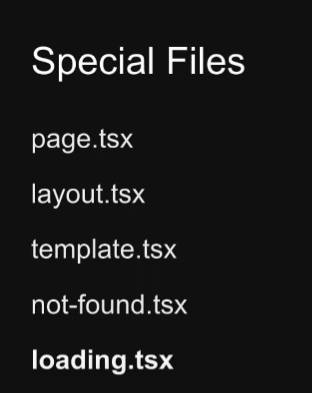 Special Files
page.tsx
layout.tsx
template.tsx
not-found.tsx
loading.tsx